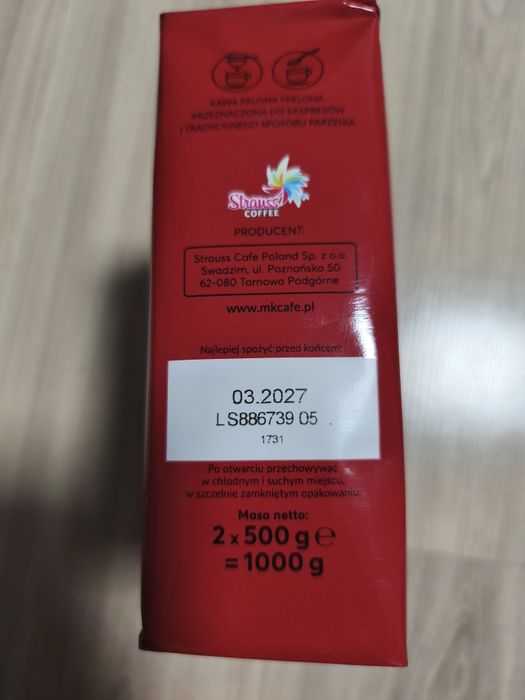 KAWA PALONA MIELONA,
PRZEZNACZONA DO EKSPRESÓW
I TRADYCYJNEGO SPOSOBU PARZENIA.
Strauss
COFFEE
PRODUCENT:
Strauss Cafe Poland Sp. z o.o.
Swadzim, ul. Poznańska 50
62-080 Tarnowo Podgórne
www.mkcafe.pl
Najlepiej spożyć przed końcem:
03.2027
LS886739 05
1731
Po otwarciu przechowywać
w chłodnym i suchym miejscu,
w szczelnie zamkniętym opakowaniu.
Masa netto:
2 x 500 g ℮
= 1000 g